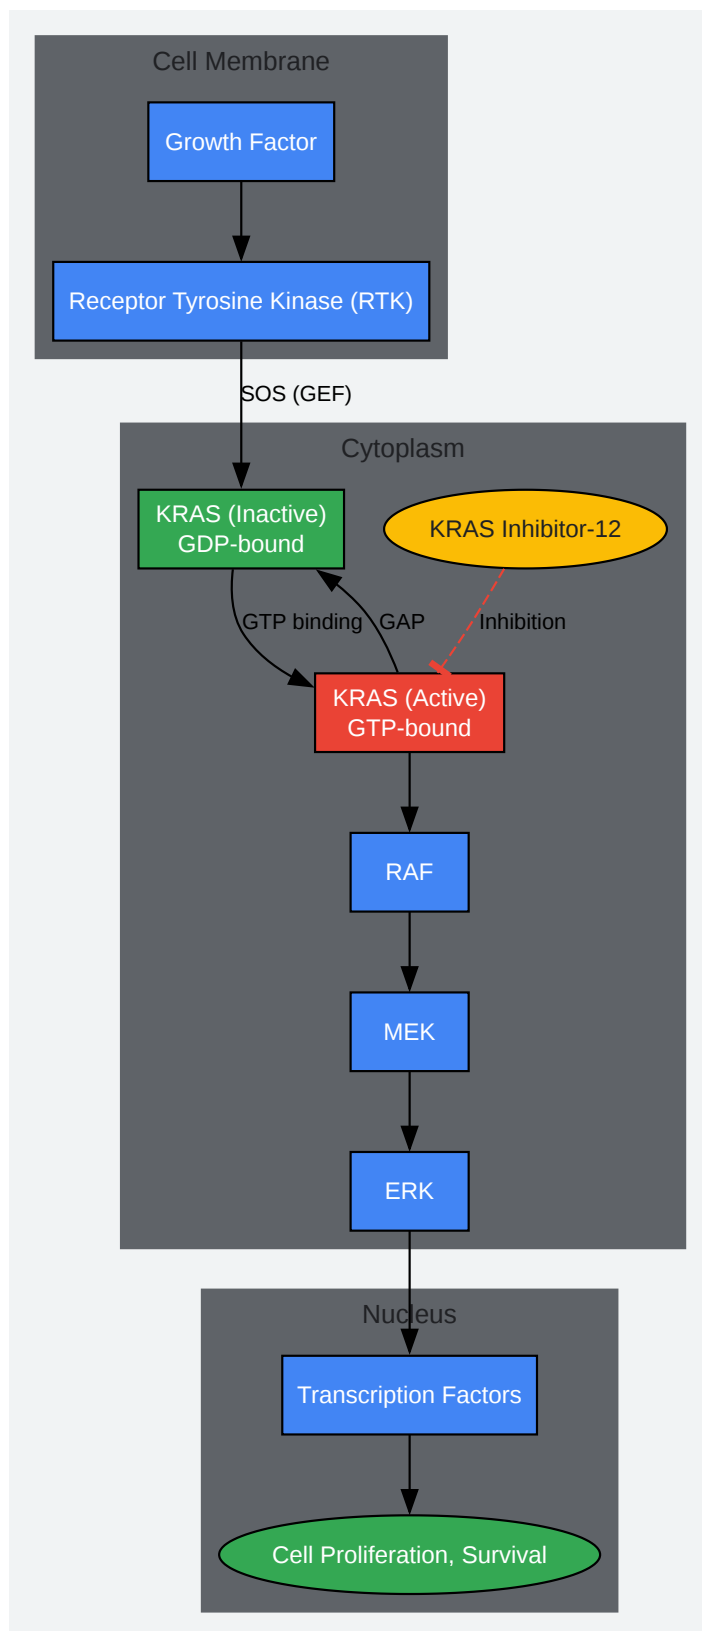 Cell Membrane
Growth Factor
Receptor Tyrosine Kinase (RTK)
SOS (GEF)
Cytoplasm
KRAS (Inactive)
GDP-bound
KRAS Inhibitor-12
GTP binding
GAP
Inhibition
KRAS (Active)
GTP-bound
RAF
MEK
ERK
Nucleus
Transcription Factors
Cell Proliferation, Survival